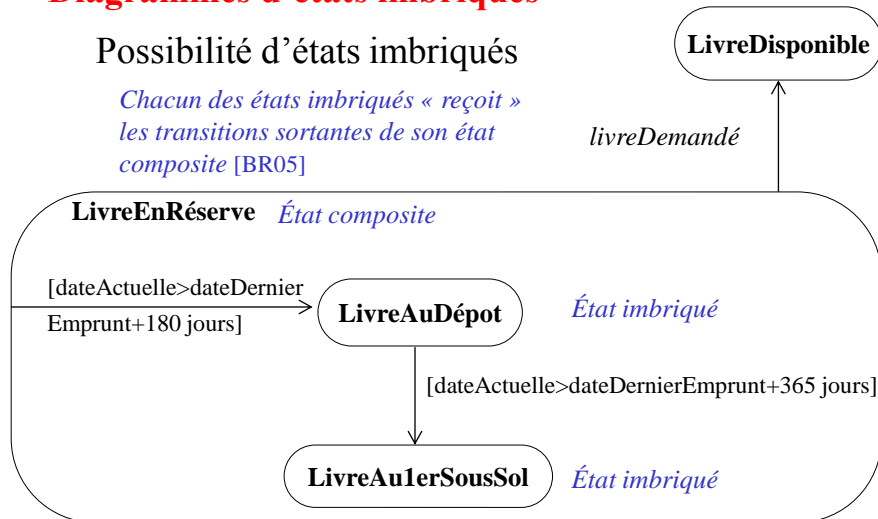 Diagrammes d'états imbriqués
Possibilité d'états imbriqués
LivreDisponible
Chacun des états imbriqués « reçoit »
les transitions sortantes de son état
composite [BR05]
livreDemandé
LivreEnRéserve État composite
[dateActuelle>dateDernier
Emprunt+180 jours]
LivreAuDépot
État imbriqué
[dateActuelle>dateDernierEmprunt+365 jours]
LivreAu1erSousSol
État imbriqué